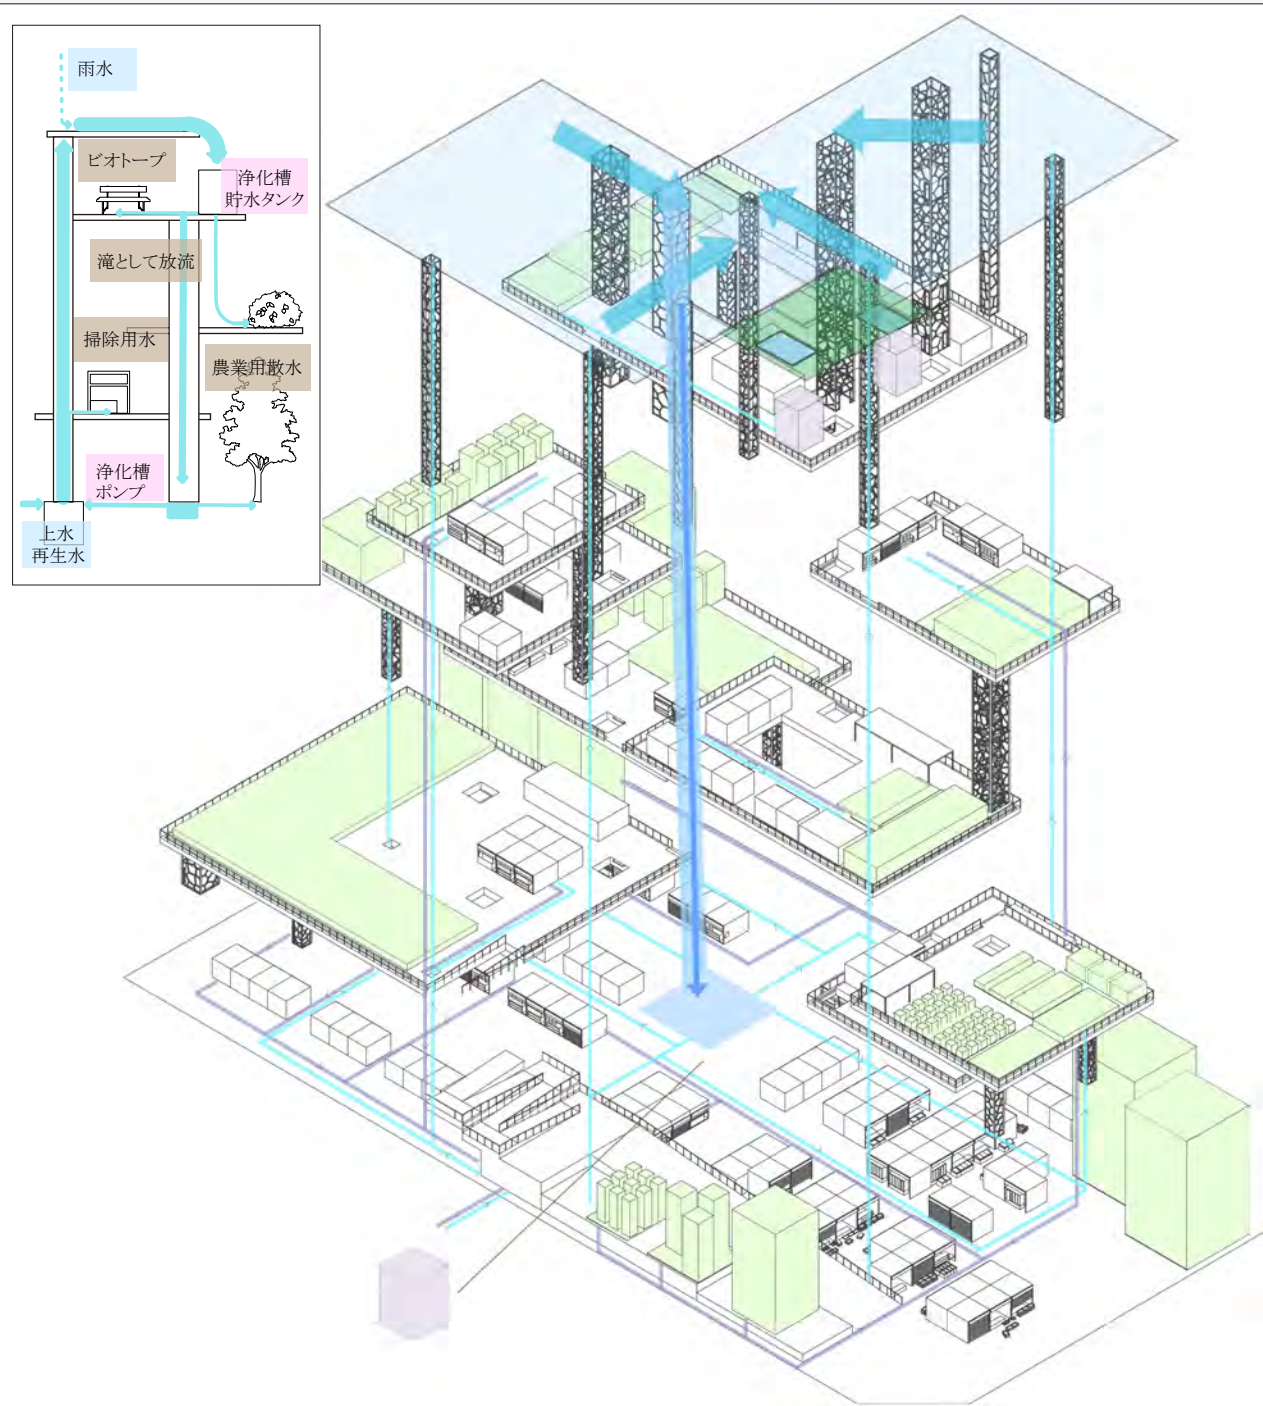 雨水
ビオトープ
浄化槽
貯水タンク
滝として放流
掃除用水
農業用散水
浄化槽
ポンプ
上水
再生水